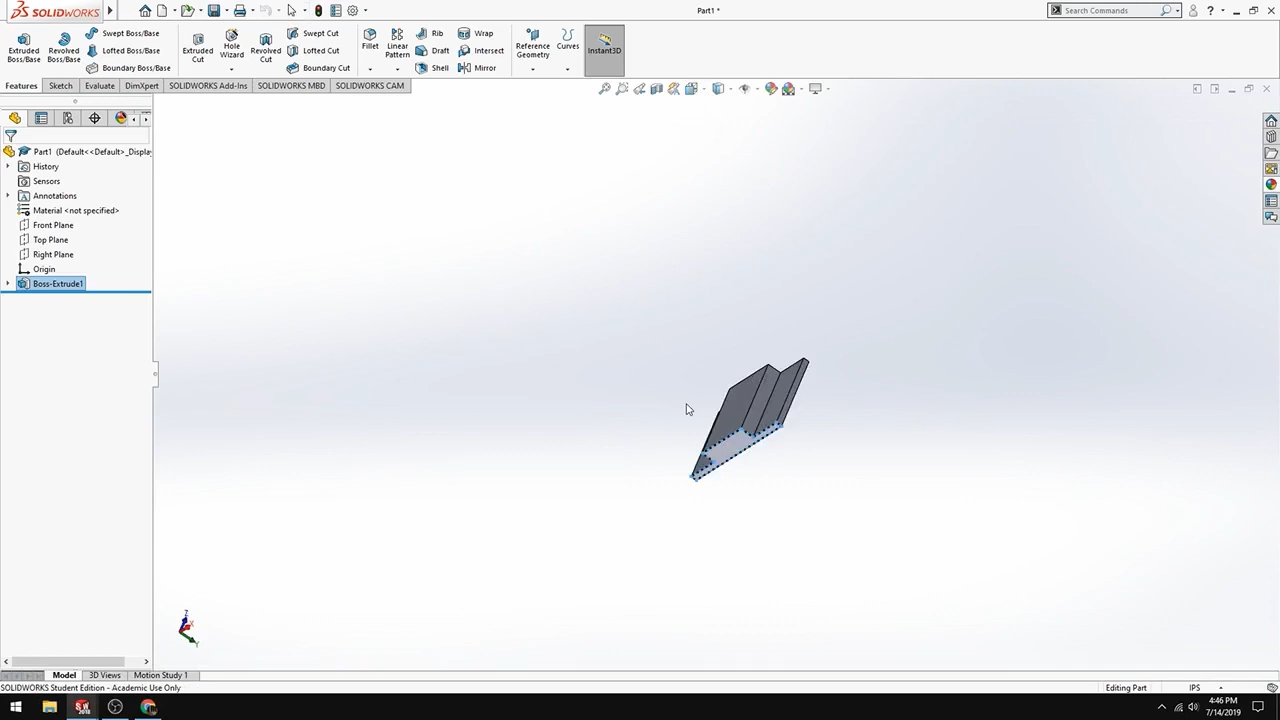 SOLIDWORKS
Part1 *
Search Commands
Extruded Boss/Base
Revolved Boss/Base
Swept Boss/Base
Lofted Boss/Base
Boundary Boss/Base
Extruded Cut
Hole Wizard
Revolved Cut
Swept Cut
Lofted Cut
Boundary Cut
Fillet
Linear Pattern
Rib
Draft
Shell
Wrap
Intersect
Mirror
Reference Geometry
Curves
Instant3D
Features
Sketch
Evaluate
DimXpert
SOLIDWORKS Add-Ins
SOLIDWORKS MBD
SOLIDWORKS CAM
Part1 (Default<<Default>_Display
History
Sensors
Annotations
Material <not specified>
Front Plane
Top Plane
Right Plane
Origin
Boss-Extrude1
Z
X
Y
Model
3D Views
Motion Study 1
SOLIDWORKS Student Edition - Academic Use Only
Editing Part
IPS
4:46 PM
7/14/2019